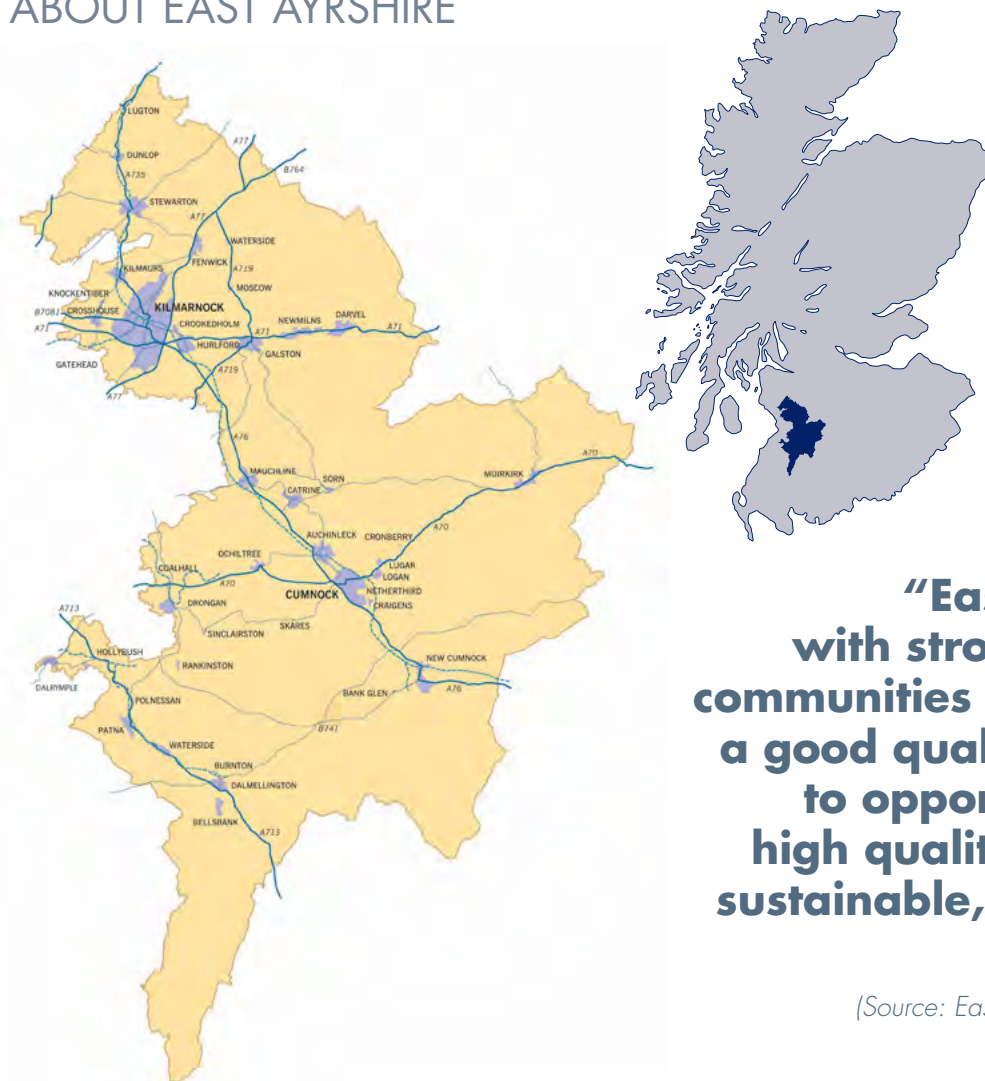 ABOUT EAST AYRSHIRE
LUGTON
DUNLOP
A735
STEWARTON
A77
B764
A77
WATERSIDE
FENWICK
A719
KILMAURS
MOSCOW
KNOCKENTIBER
KILMARNOCK
B7081
CROSSHOUSE
CROOKEDHOLM
NEWMILNS
DARVEL
A71
A71
A71
HURLFORD
GALSTON
GATEHEAD
A719
A77
A76
MAUCHLINE
SORN
CATRINE
MUIRKIRK
A70
A70
AUCHINLECK
CRONBERRY
OCHILTREE
LUGAR
LOGAN
COALHALL
A70
CUMNOCK
NETHERTHIRD
CRAIGENS
DRONGAN
A713
SKARES
SINCLAIRSTON
HOLLYBUSH
RANKINSTON
NEW CUMNOCK
DALRYMPLE
BANK GLEN
A76
POLNESSAN
PATNA
B741
WATERSIDE
BURNTON
DALMELLINGTON
BELLSBANK
A713
“Eas
with stro
communities
a good qual
to oppor
high qualit
sustainable,
(Source: Eas